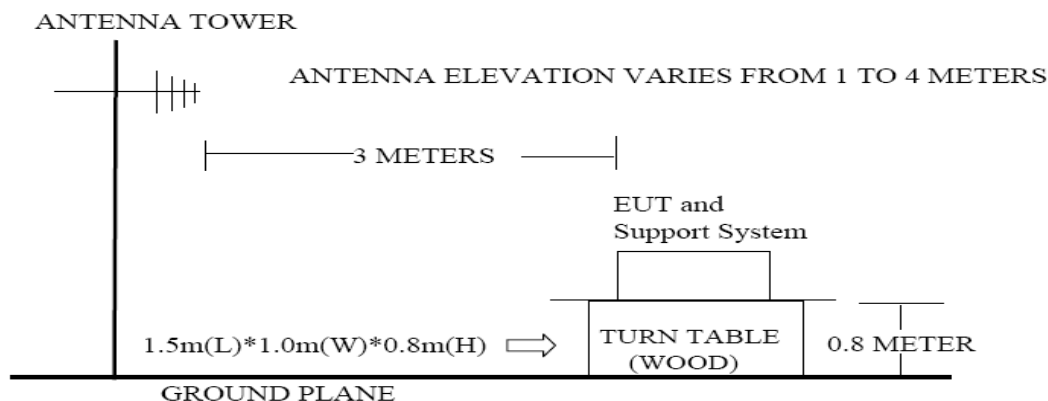 ANTENNA TOWER
ANTENNA ELEVATION VARIES FROM 1 TO 4 METERS
3 METERS
EUT and
Support System
1.5m(L)*1.0m(W)*0.8m(H)
TURN TABLE
(WOOD)
0.8 METER
GROUND PLANE